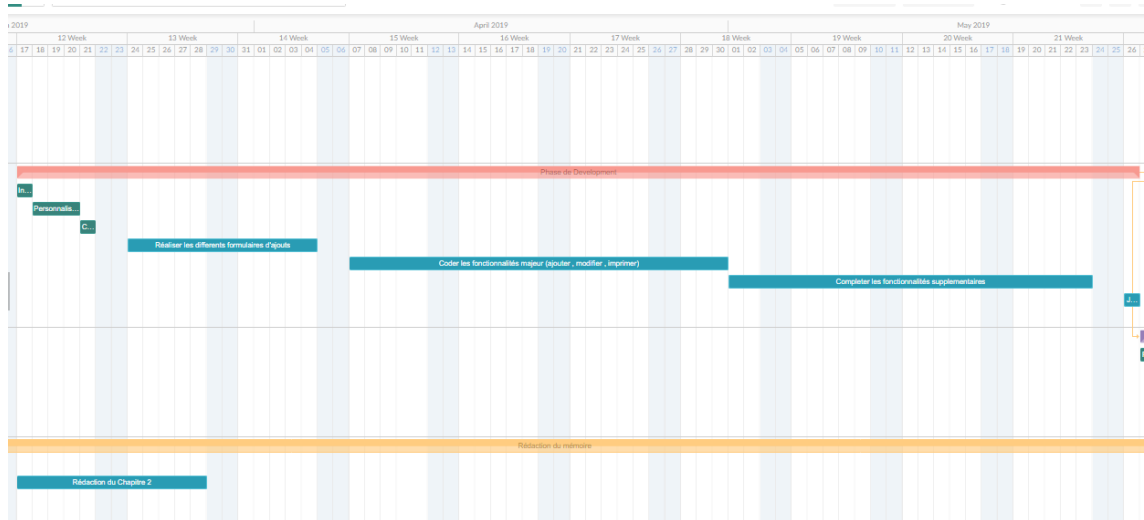 2019 April 2019 May 2019
12 Week 13 Week 14 Week 15 Week 16 Week 17 Week 18 Week 19 Week 20 Week 21 Week
17 18 19 20 21 22 23 24 25 26 27 28 29 30 31 01 02 03 04 05 06 07 08 09 10 11 12 13 14 15 16 17 18 19 20 21 22 23 24 25 26 27 28 29 30 01 02 03 04 05 06 07 08 09 10 11 12 13 14 15 16 17 18 19 20 21 22 23 24 25 26
Phase de Development
In...
Personnalis...
C...
Réaliser les differents formulaires d'ajouts
Coder les fonctionnalités majeur (ajouter , modifier , imprimer)
Completer les fonctionnalités supplementaires
J...
Rédaction du mémoire
Rédaction du Chapitre 2